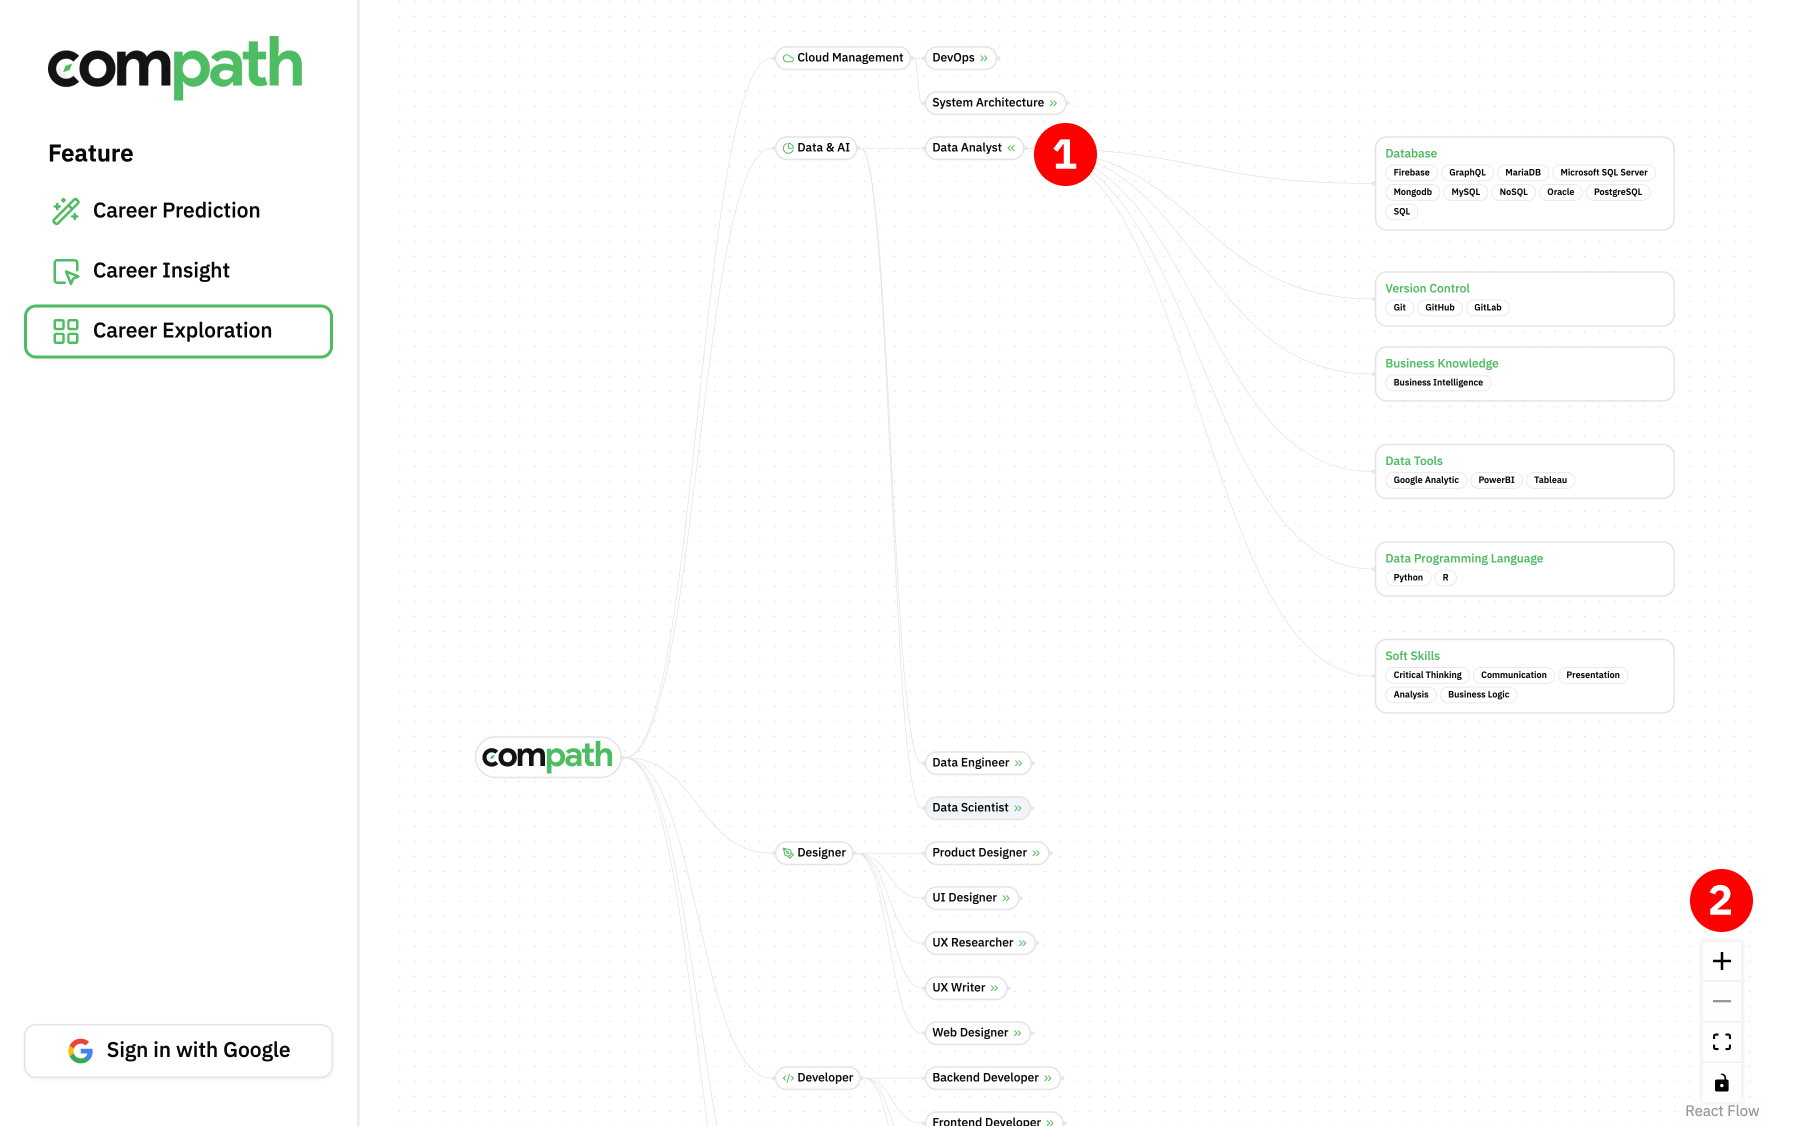 compath
Feature
Career Prediction
Career Insight
Career Exploration
Sign in with Google
compath
Cloud Management
DevOps »
System Architecture »
Data & AI
Data Analyst «
1
Database
Firebase GraphQL MariaDB Microsoft SQL Server
Mongodb MySQL NoSQL Oracle PostgreSQL
SQL
Version Control
Git GitHub GitLab
Business Knowledge
Business Intelligence
Data Tools
Google Analytic PowerBI Tableau
Data Programming Language
Python R
Soft Skills
Critical Thinking Communication Presentation
Analysis Business Logic
Data Engineer »
Data Scientist »
Designer
Product Designer »
UI Designer »
UX Researcher »
UX Writer »
Web Designer »
Developer
Backend Developer »
Frontend Developer »
2
React Flow